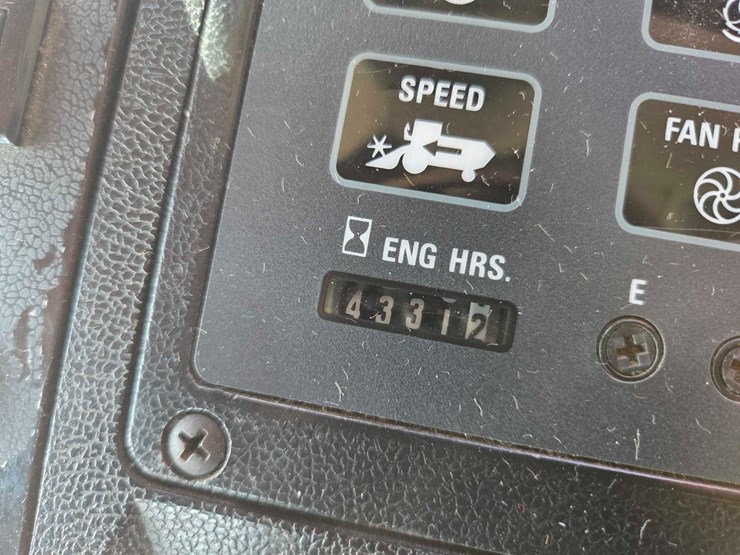 SPEED
FAN
ENG HRS.
43312
E